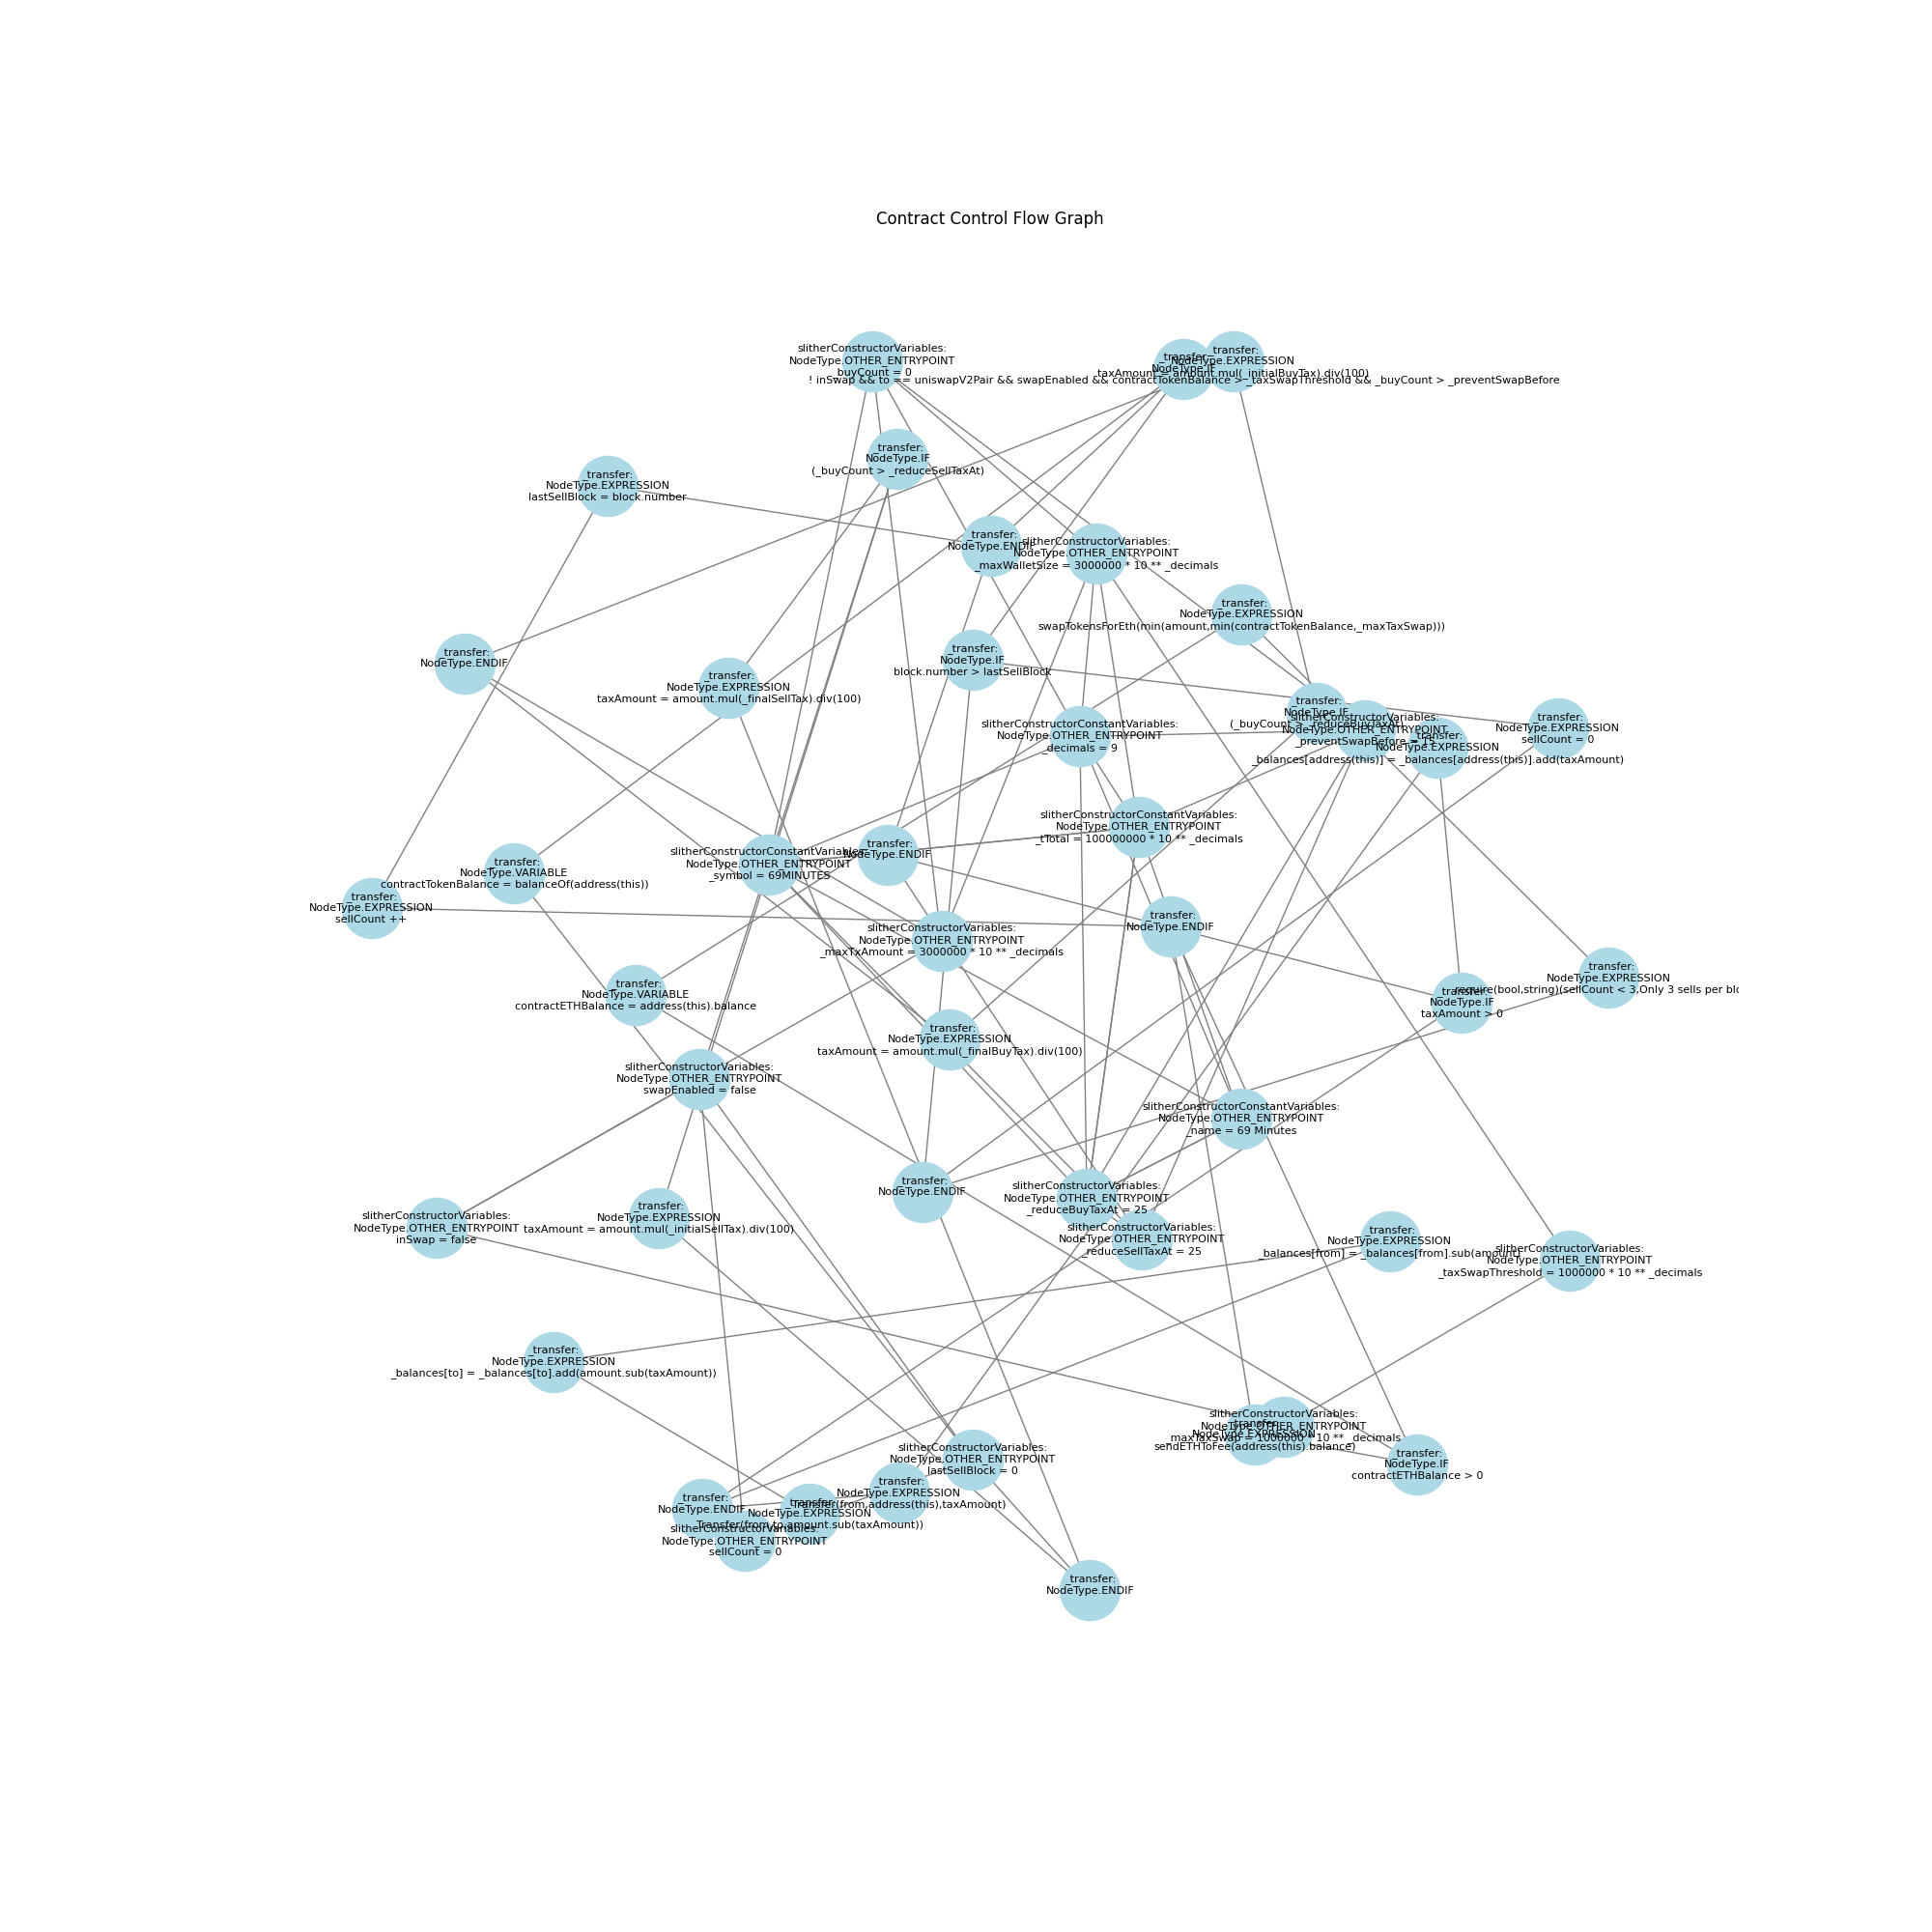 Contract Control Flow Graph
slitherConstructorVariables:
NodeType.OTHER_ENTRYPOINT
_buyCount = 0
_transfer:
NodeType.IF
! inSwap && to == uniswapV2Pair && swapEnabled && contractTokenBalance > _taxSwapThreshold && _buyCount > _preventSwapBefore
_transfer:
NodeType.EXPRESSION
taxAmount = amount.mul(_initialBuyTax).div(100)
_transfer:
NodeType.IF
(_buyCount > _reduceSellTaxAt)
_transfer:
NodeType.EXPRESSION
lastSellBlock = block.number
_transfer:
NodeType.ENDIF
slitherConstructorVariables:
NodeType.OTHER_ENTRYPOINT
_maxWalletSize = 3000000 * 10 ** _decimals
_transfer:
NodeType.EXPRESSION
swapTokensForEth(min(amount,min(contractTokenBalance,_maxTaxSwap)))
_transfer:
NodeType.ENDIF
_transfer:
NodeType.IF
block.number > lastSellBlock
_transfer:
NodeType.EXPRESSION
taxAmount = amount.mul(_finalSellTax).div(100)
_transfer:
NodeType.IF
(_buyCount > _reduceBuyTaxAt)
slitherConstructorVariables:
NodeType.OTHER_ENTRYPOINT
_preventSwapBefore = 15
_transfer:
NodeType.EXPRESSION
sellCount = 0
slitherConstructorConstantVariables:
NodeType.OTHER_ENTRYPOINT
_decimals = 9
_transfer:
NodeType.EXPRESSION
_balances[address(this)] = _balances[address(this)].add(taxAmount)
slitherConstructorConstantVariables:
NodeType.OTHER_ENTRYPOINT
_tTotal = 100000000 * 10 ** _decimals
slitherConstructorConstantVariables:
NodeType.OTHER_ENTRYPOINT
_symbol = 69MINUTES
_transfer:
NodeType.ENDIF
_transfer:
NodeType.VARIABLE
contractTokenBalance = balanceOf(address(this))
_transfer:
NodeType.EXPRESSION
sellCount ++
slitherConstructorVariables:
NodeType.OTHER_ENTRYPOINT
_maxTxAmount = 3000000 * 10 ** _decimals
_transfer:
NodeType.ENDIF
_transfer:
NodeType.EXPRESSION
require(bool,string)(sellCount < 3,Only 3 sells per
_transfer:
NodeType.VARIABLE
contractETHBalance = address(this).balance
_transfer:
NodeType.IF
taxAmount > 0
_transfer:
NodeType.EXPRESSION
taxAmount = amount.mul(_finalBuyTax).div(100)
slitherConstructorVariables:
NodeType.OTHER_ENTRYPOINT
swapEnabled = false
slitherConstructorConstantVariables:
NodeType.OTHER_ENTRYPOINT
_name = 69 Minutes
_transfer:
NodeType.ENDIF
slitherConstructorVariables:
NodeType.OTHER_ENTRYPOINT
_reduceBuyTaxAt = 25
slitherConstructorVariables:
NodeType.OTHER_ENTRYPOINT
inSwap = false
_transfer:
NodeType.EXPRESSION
taxAmount = amount.mul(_initialSellTax).div(100)
slitherConstructorVariables:
NodeType.OTHER_ENTRYPOINT
_reduceSellTaxAt = 25
_transfer:
NodeType.EXPRESSION
_balances[from] = _balances[from].sub(amount)
slitherConstructorVariables:
NodeType.OTHER_ENTRYPOINT
_taxSwapThreshold = 1000000 * 10 ** _decimals
_transfer:
NodeType.EXPRESSION
_balances[to] = _balances[to].add(amount.sub(taxAmount))
slitherConstructorVariables:
NodeType.OTHER_ENTRYPOINT
_maxTaxSwap = 1000000 * 10 ** _decimals
_transfer:
NodeType.EXPRESSION
sendETHToFee(address(this).balance)
slitherConstructorVariables:
NodeType.OTHER_ENTRYPOINT
lastSellBlock = 0
_transfer:
NodeType.IF
contractETHBalance > 0
_transfer:
NodeType.EXPRESSION
Transfer(from,address(this),taxAmount)
_transfer:
NodeType.ENDIF
_transfer:
NodeType.EXPRESSION
Transfer(from,to,amount.sub(taxAmount))
slitherConstructorVariables:
NodeType.OTHER_ENTRYPOINT
sellCount = 0
_transfer:
NodeType.ENDIF